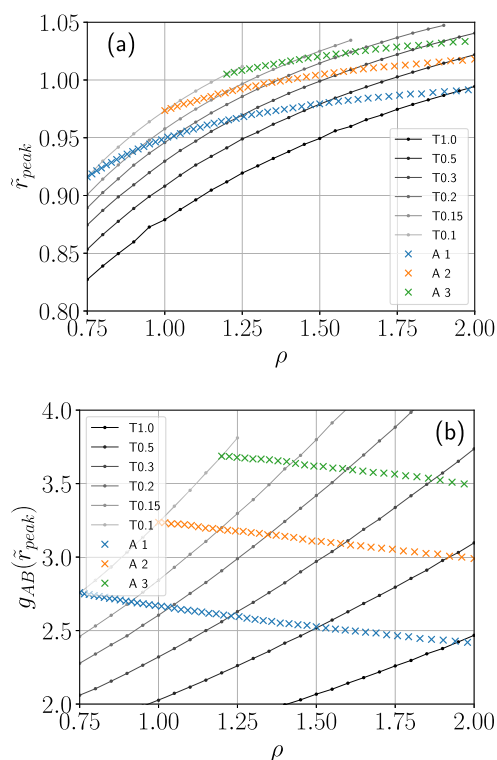 1.05
(a)
1.00
0.95
0.90
0.85
0.80
r̃peak
T1.0
T0.5
T0.3
T0.2
T0.15
T0.1
A 1
A 2
A 3
0.75 1.00 1.25 1.50 1.75 2.00
ρ
4.0
(b)
3.5
3.0
2.5
2.0
gAB(r̃peak)
T1.0
T0.5
T0.3
T0.2
T0.15
T0.1
A 1
A 2
A 3
0.75 1.00 1.25 1.50 1.75 2.00
ρ